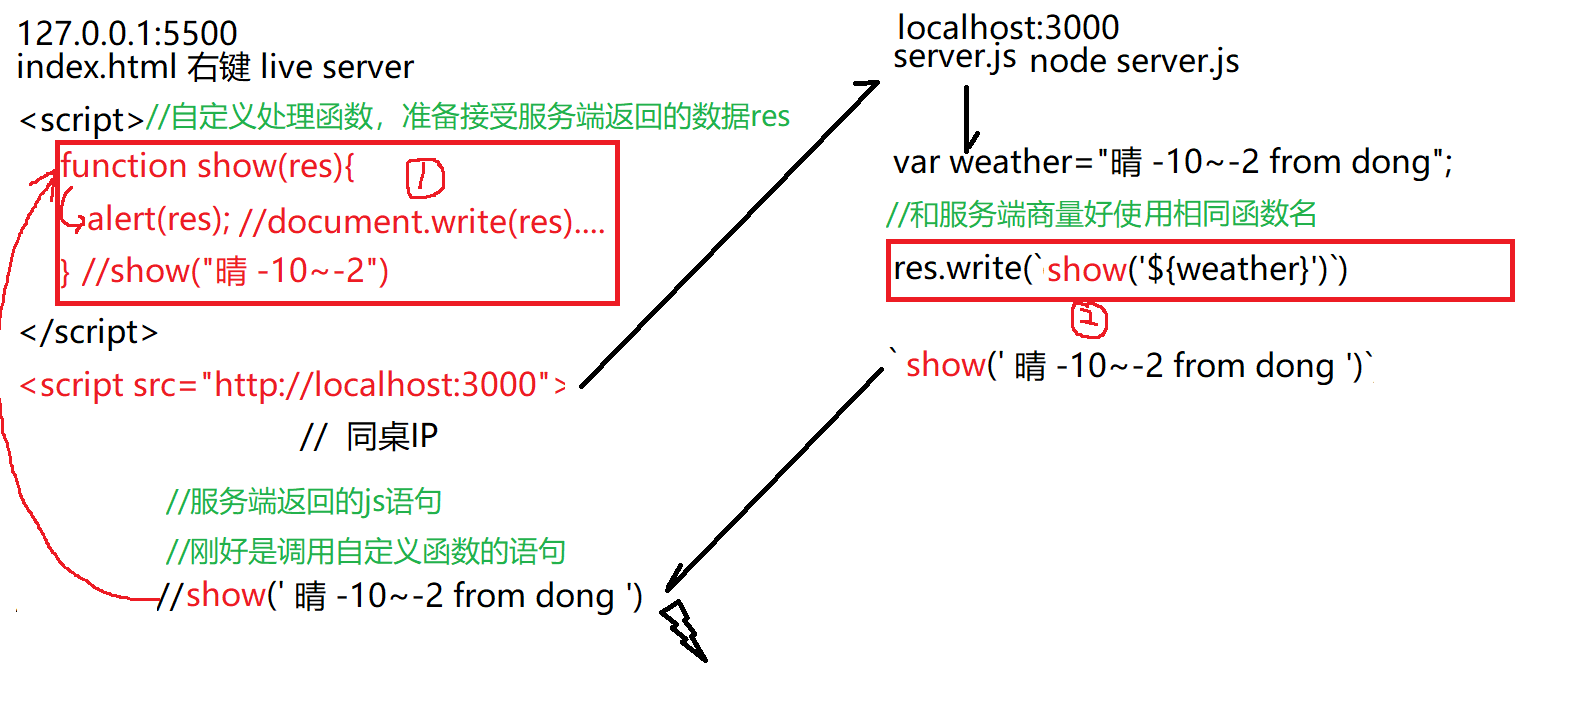 127.0.0.1:5500
index.html 右键 live server
<script>//自定义处理函数，准备接受服务端返回的数据res
function show(res){
1
alert(res); //document.write(res)....
} //show("晴 -10~-2")
</script>
<script src="http://localhost:3000">
// 同桌IP
//服务端返回的js语句
//刚好是调用自定义函数的语句
//show(' 晴 -10~-2 from dong ')
localhost:3000
server.js node server.js
var weather="晴 -10~-2 from dong";
//和服务端商量好使用相同函数名
res.write(`show('${weather}')`)
2
`show(' 晴 -10~-2 from dong ')`